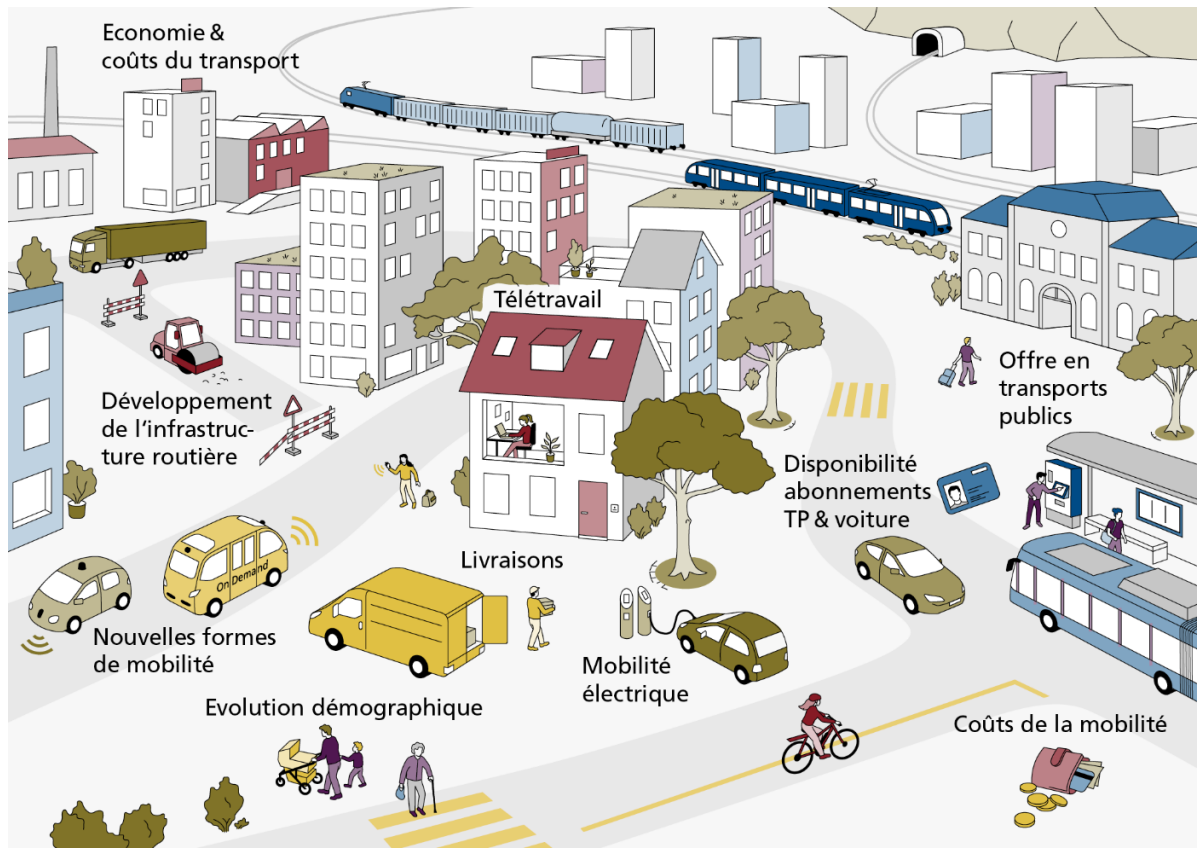 Economie &
coûts du transport
Télétravail
Offre en
transports
publics
Développement
de l'infrastruc-
ture routière
Disponibilité
abonnements
TP & voiture
Livraisons
On Demand
Nouvelles formes
de mobilité
Mobilité
électrique
Evolution démographique
Coûts de la mobilité